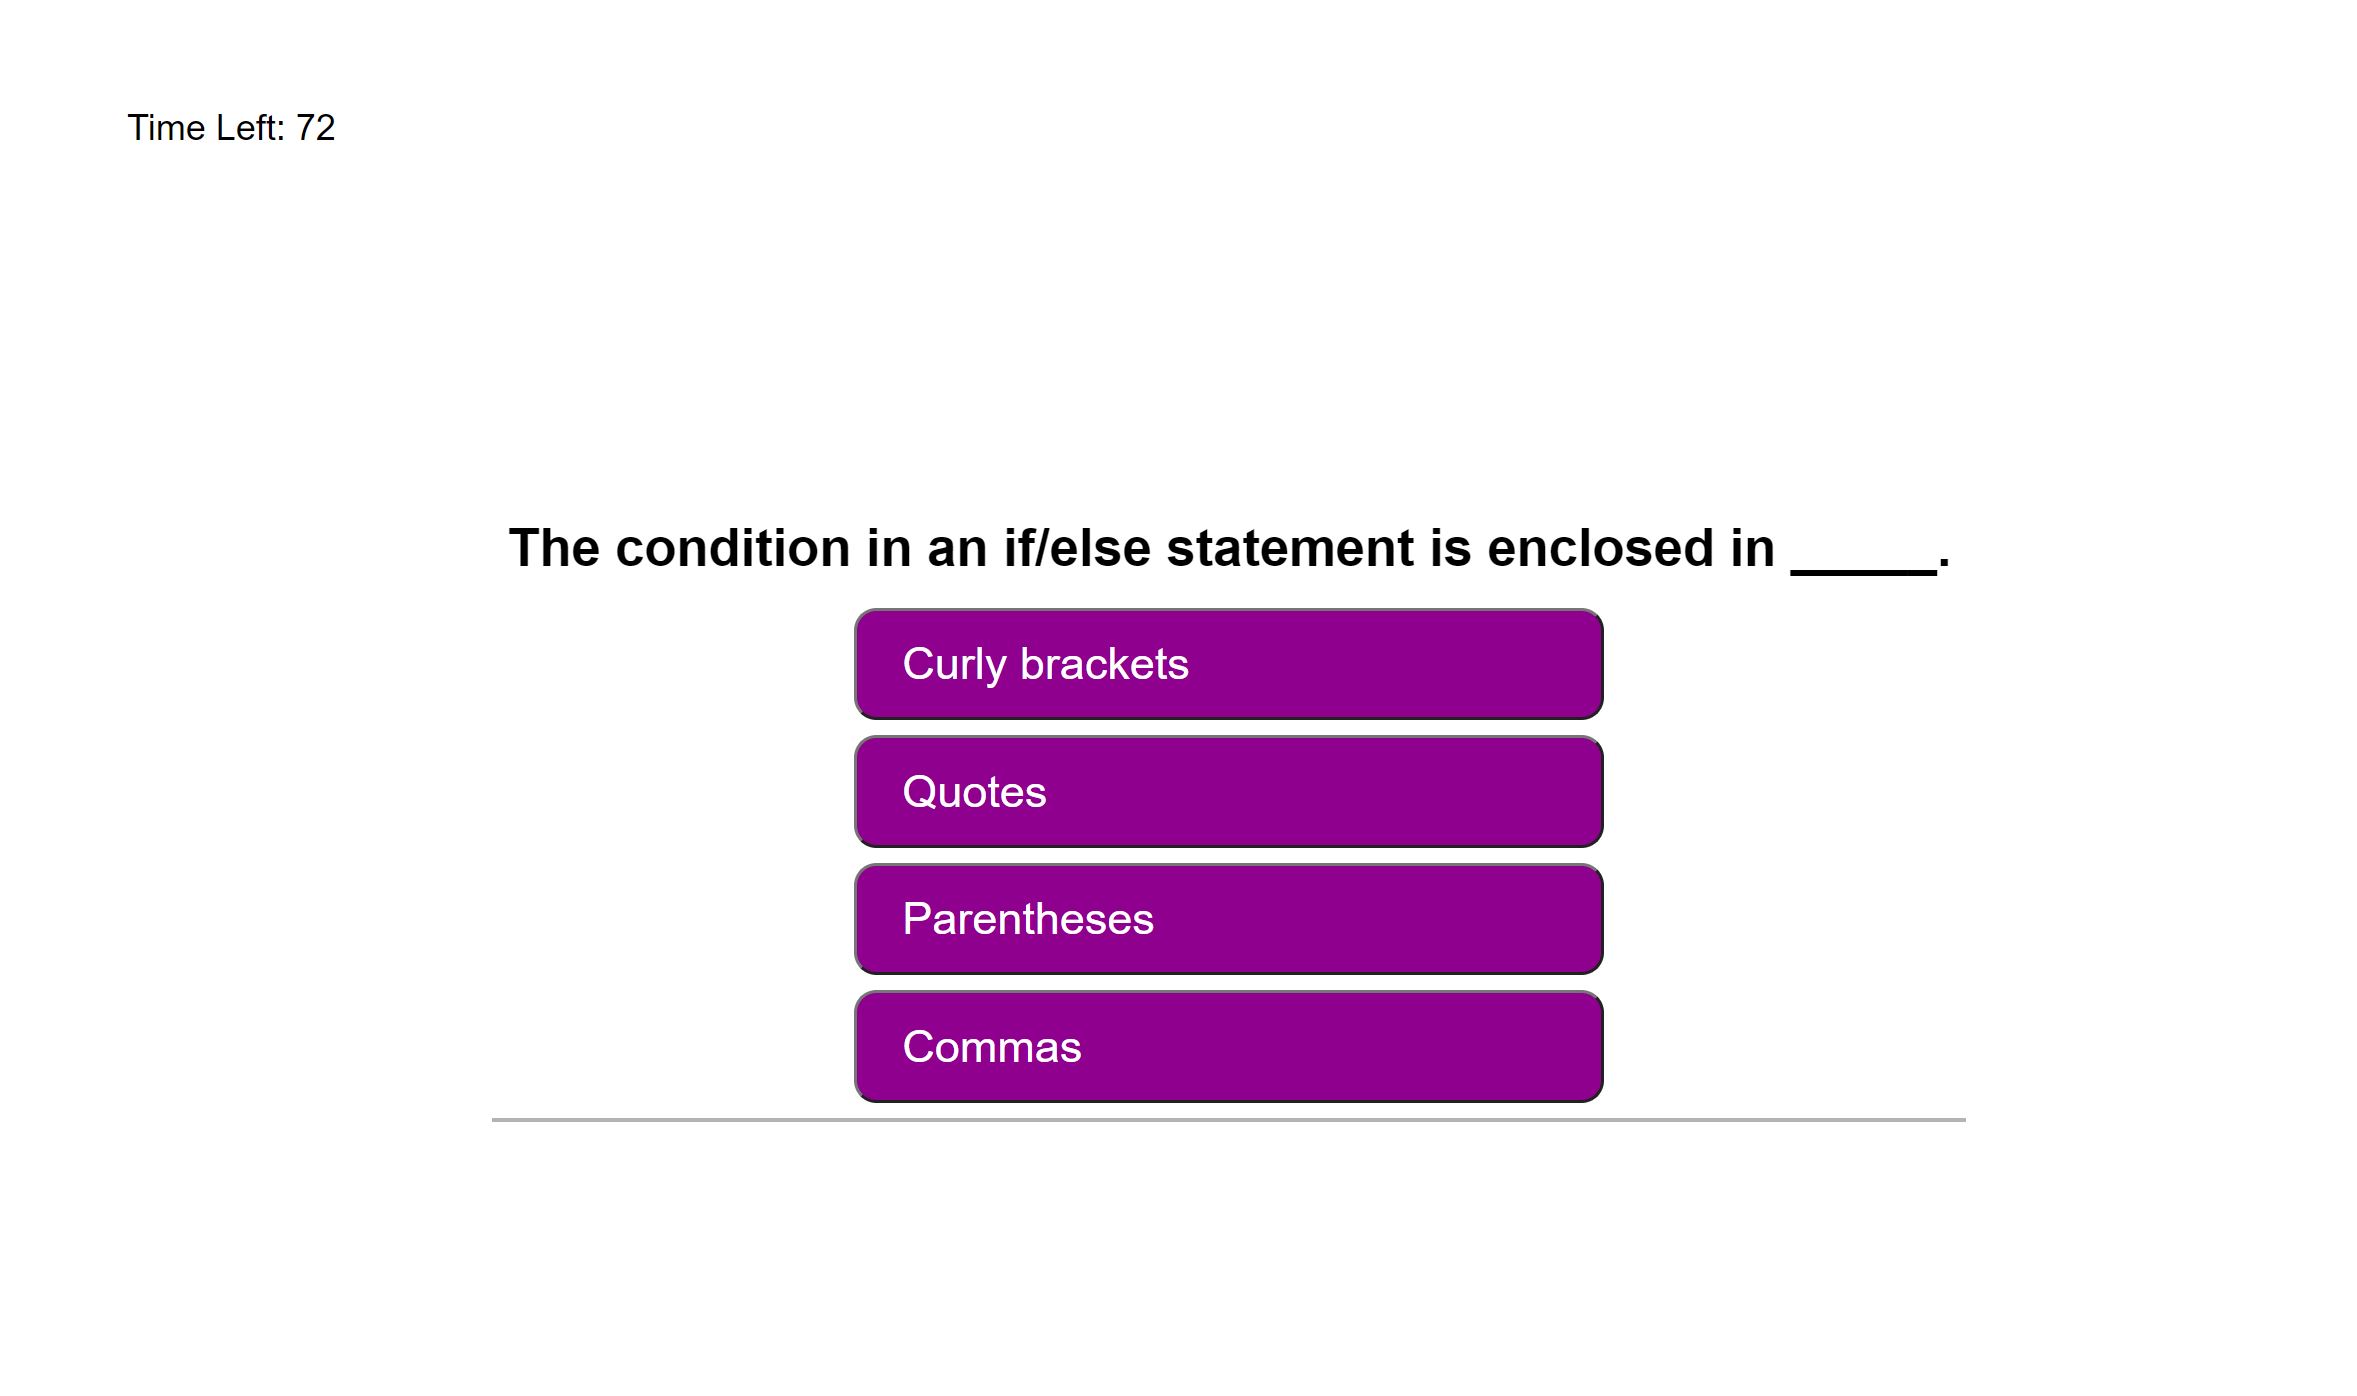 Time Left: 72
The condition in an if/else statement is enclosed in _____.
Curly brackets
Quotes
Parentheses
Commas